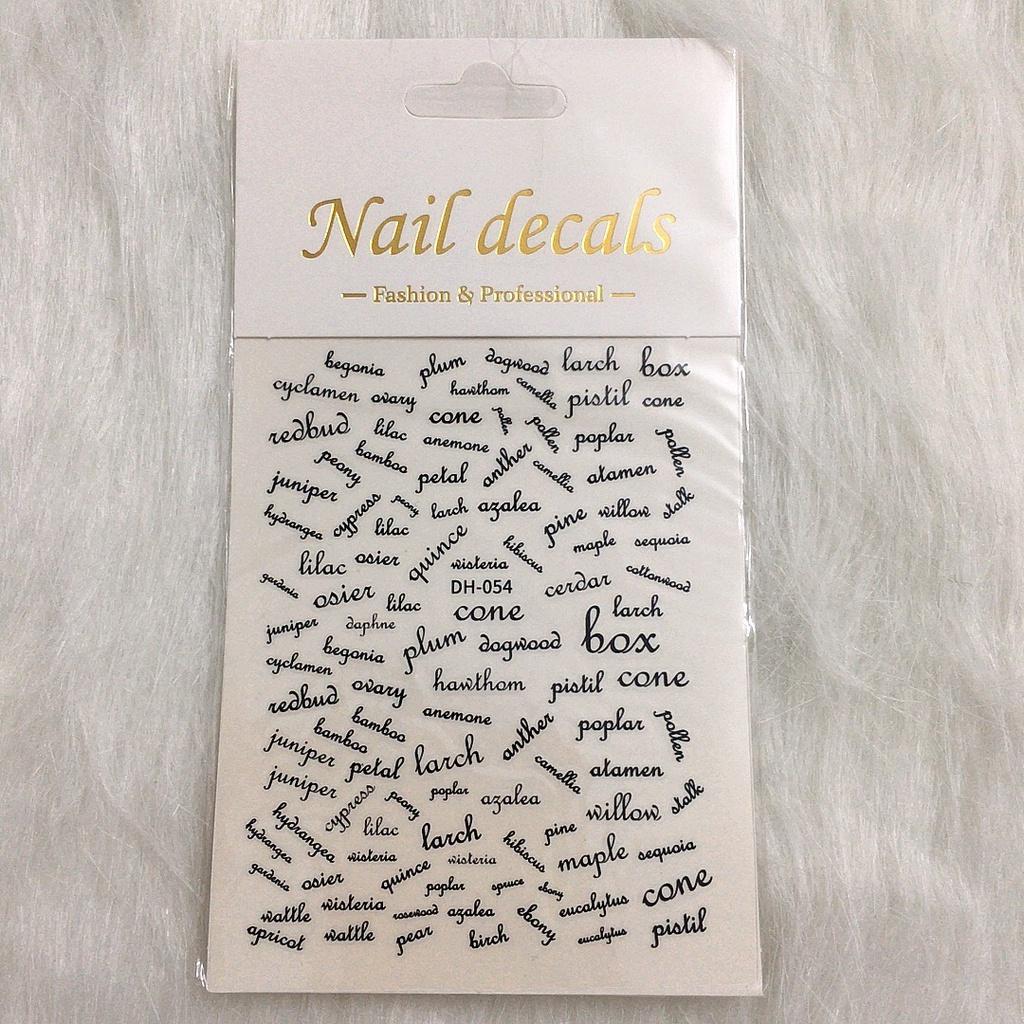 Nail decals
Fashion & Professional
begonia plum dogwood larch box
cyclamen ovary hawthom camellia pistil cone
redbud lilac anemone cone pollen pollen poplar pollen
peony bamboo petal anther camellia atamen
juniper cypress peony larch azalea pine willow stalk
hydrangea lilac quince hibiscus maple sequoia
lilac osier wisteria
gardenia osier lilac DH-054 cerdar cottonwood
juniper daphne cone larch
cyclamen begonia plum dogwood box
redbud ovary hawthom pistil cone
bamboo bamboo anemone anther poplar pollen
juniper petal larch camellia atamen
juniper cypress peony poplar azalea willow stalk
hydrangea lilac larch hibiscus pine
hydrangea wisteria wisteria maple sequoia
gardenia osier quince poplar spruce ebony cone
wattle wisteria rosewood azalea ebony eucalytus
apricot wattle pear birch eucalytus pistil